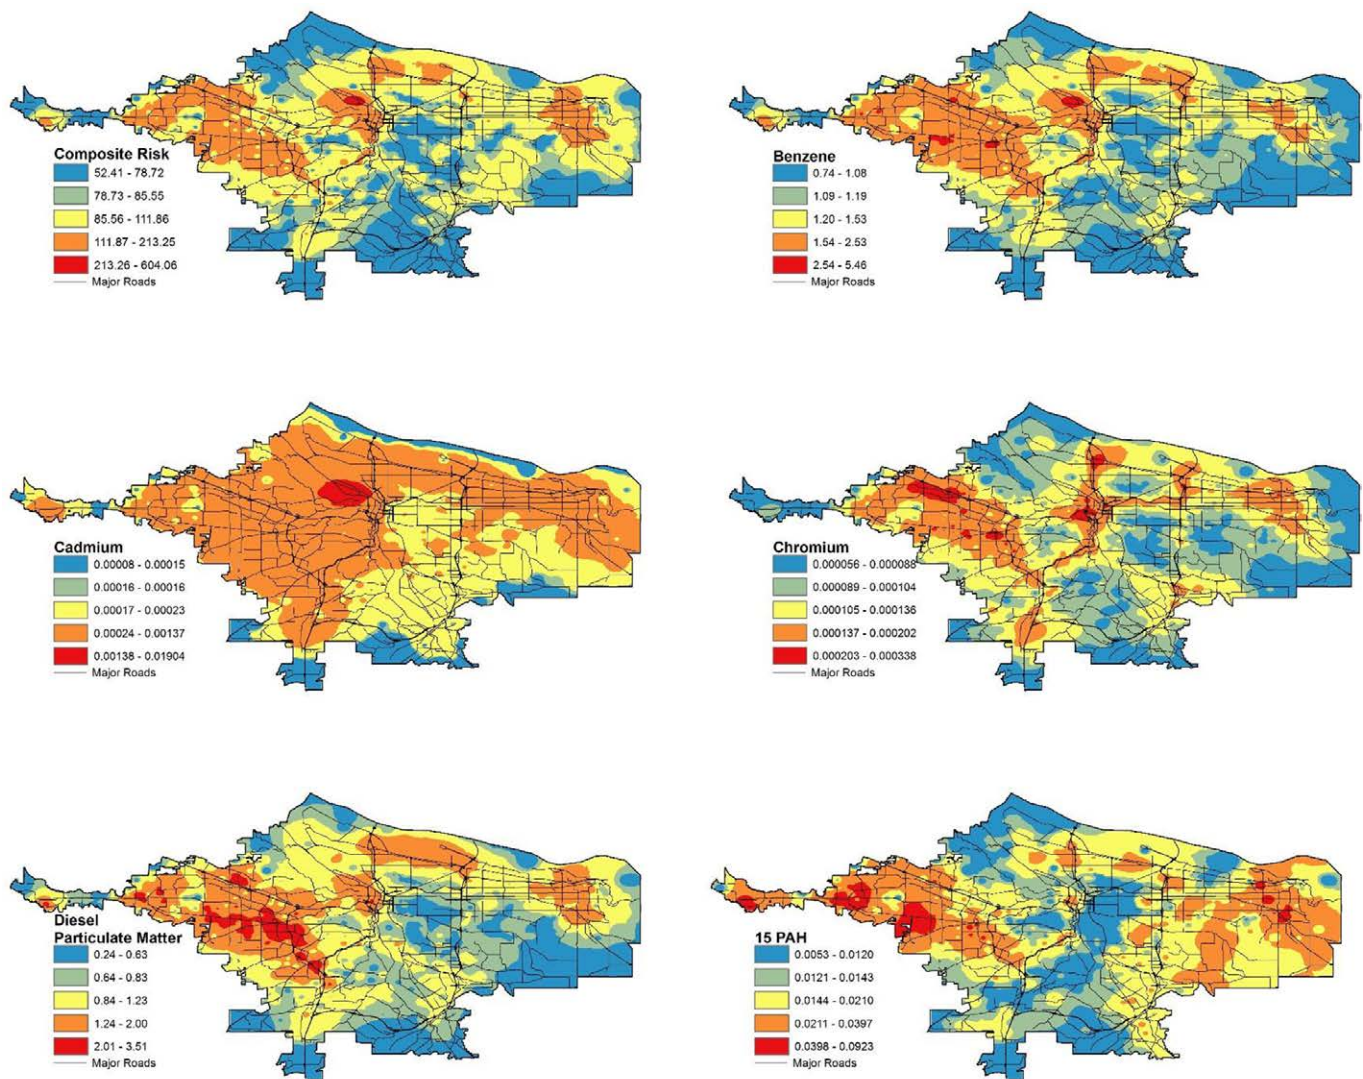 Composite Risk
52.41 - 78.72
78.73 - 85.55
85.56 - 111.86
111.87 - 213.25
213.26 - 604.06
Major Roads
Benzene
0.74 - 1.08
1.09 - 1.19
1.20 - 1.53
1.54 - 2.53
2.54 - 5.46
Major Roads
Cadmium
0.00008 - 0.00015
0.00016 - 0.00016
0.00017 - 0.00023
0.00024 - 0.00137
0.00138 - 0.01904
Major Roads
Chromium
0.000056 - 0.000088
0.000089 - 0.000104
0.000105 - 0.000136
0.000137 - 0.000202
0.000203 - 0.000338
Major Roads
Diesel
Particulate Matter
0.24 - 0.63
0.64 - 0.83
0.84 - 1.23
1.24 - 2.00
2.01 - 3.51
Major Roads
15 PAH
0.0053 - 0.0120
0.0121 - 0.0143
0.0144 - 0.0210
0.0211 - 0.0397
0.0398 - 0.0923
Major Roads